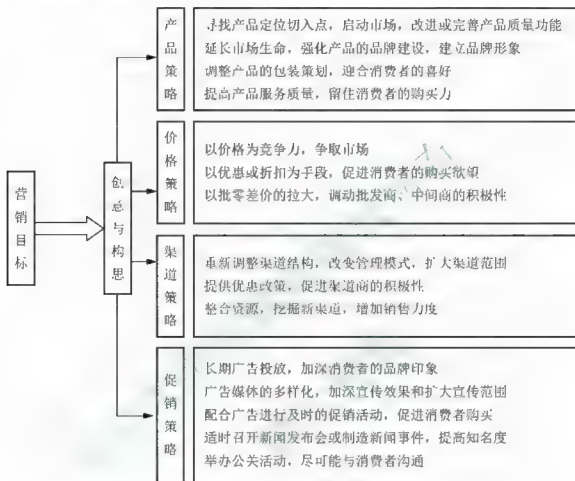 营销目标
创意与构思
产品策略
寻找产品定位切入点，启动市场，改进或完善产品质量功能
延长市场生命，强化产品的品牌建设，建立品牌形象
调整产品的包装策划，迎合消费者的喜好
提高产品服务质量，留住消费者的购买力
价格策略
以价格为竞争力，争取市场
以优惠或折扣为手段，促进消费者的购买欲望
以批零差价的拉大，调动批发商、中间商的积极性
渠道策略
重新调整渠道结构，改变管理模式，扩大渠道范围
提供优惠政策，促进渠道商的积极性
整合资源，挖掘新渠道，增加销售力度
促销策略
长期广告投放，加深消费者的品牌印象
广告媒体的多样化，加深宣传效果和扩大宣传范围
配合广告进行及时的促销活动，促进消费者购买
适时召开新闻发布会或制造新闻事件，提高知名度
举办公关活动，尽可能与消费者沟通